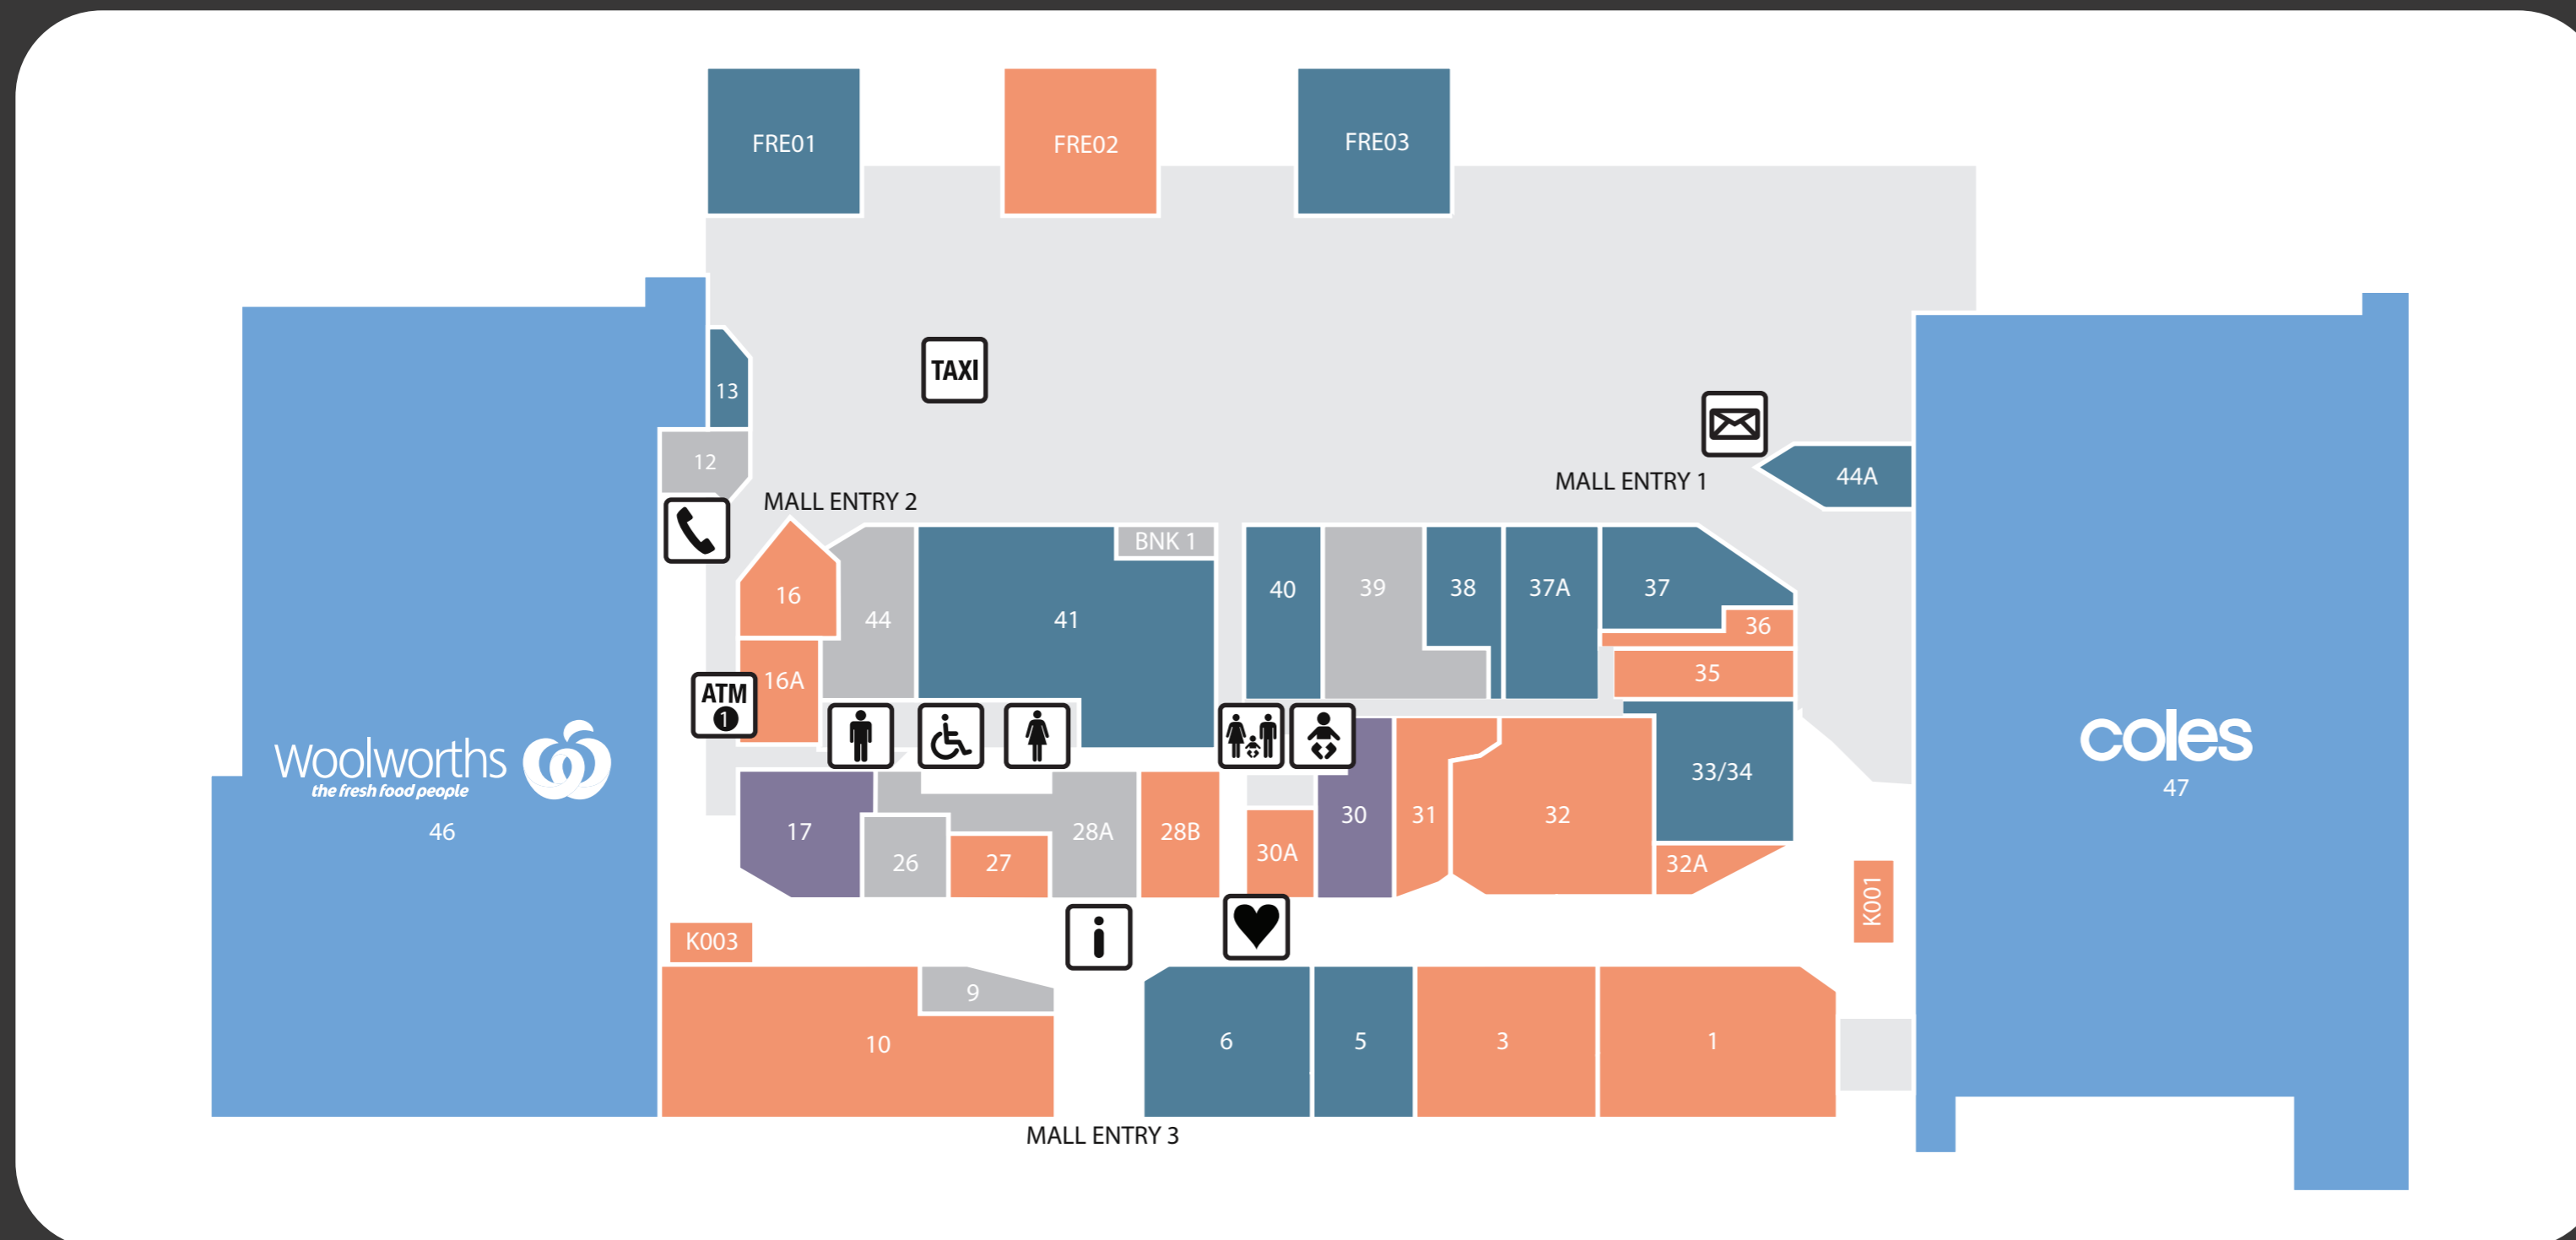 FRE01
FRE02
FRE03
13
TAXI
12
MALL ENTRY 2
MALL ENTRY 1
44A
16
44
41
BNK 1
40
39
38
37A
37
36
35
16A
ATM
1
Woolworths
the fresh food people
46
coles
47
33/34
17
26
27
28A
28B
30A
30
31
32
32A
K001
K003
i
9
10
6
5
3
1
MALL ENTRY 3